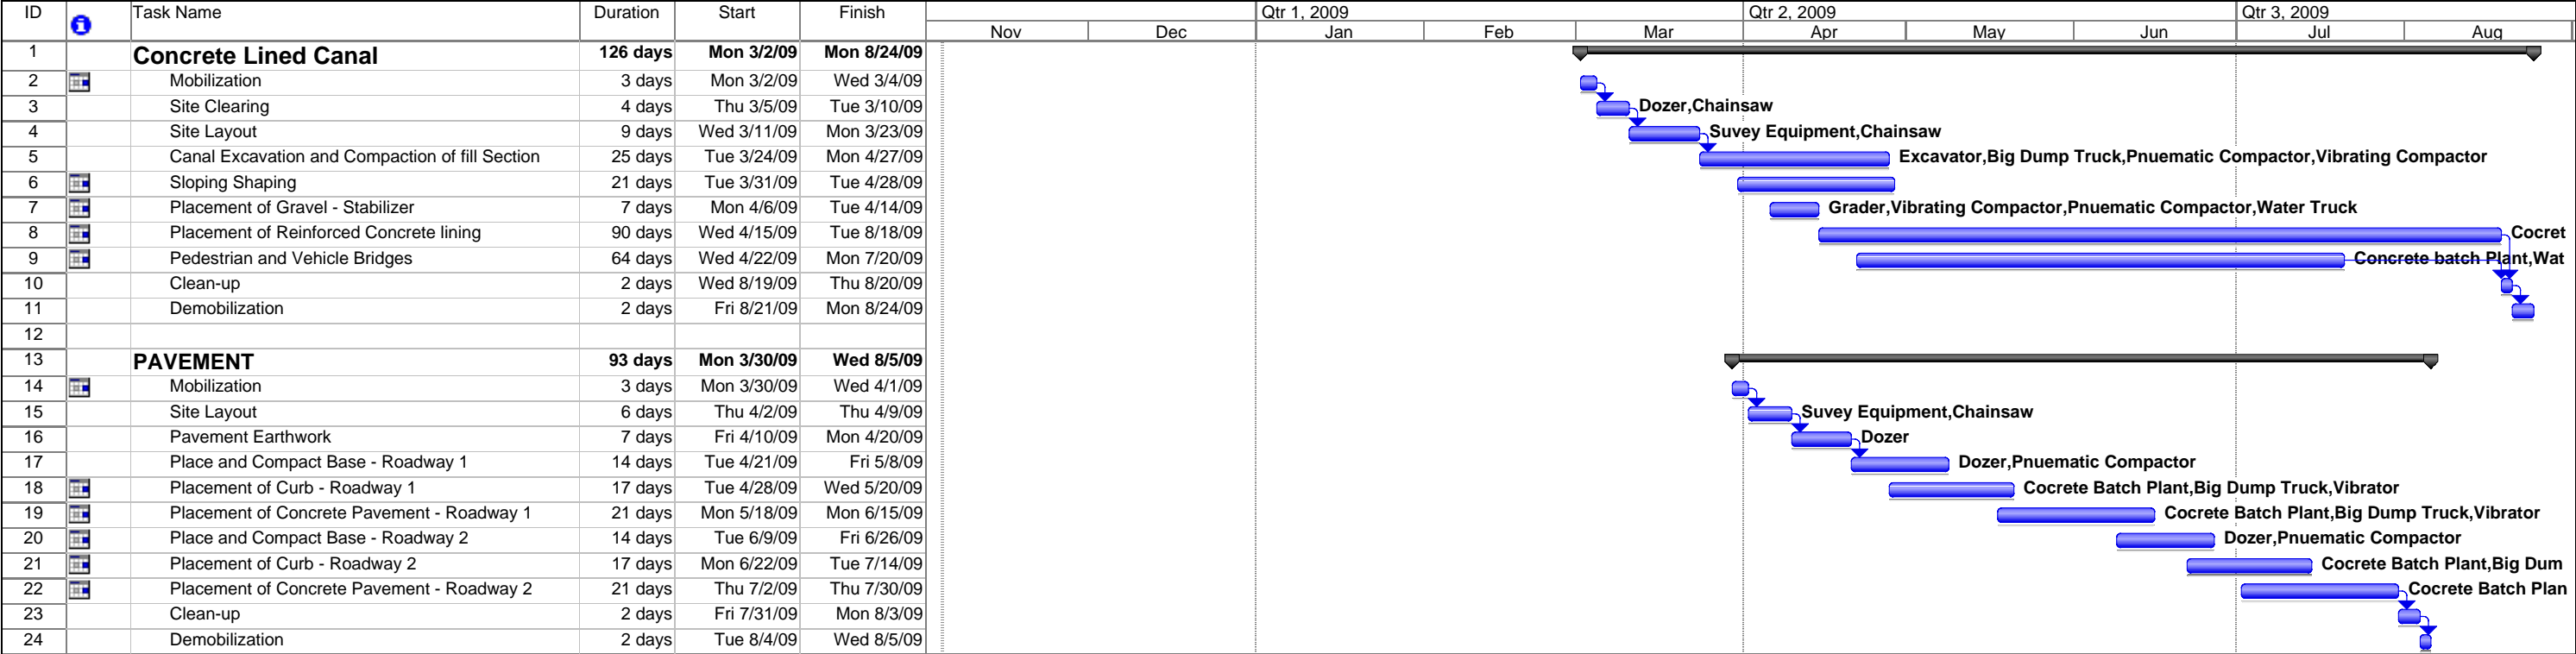 ID Task Name Duration Start Finish Qtr 1, 2009 Qtr 2, 2009 Qtr 3, 2009
Nov Dec Jan Feb Mar Apr May Jun Jul Aug
1 Concrete Lined Canal 126 days Mon 3/2/09 Mon 8/24/09
2 Mobilization 3 days Mon 3/2/09 Wed 3/4/09
3 Site Clearing 4 days Thu 3/5/09 Tue 3/10/09 Dozer,Chainsaw
4 Site Layout 9 days Wed 3/11/09 Mon 3/23/09 Suvey Equipment,Chainsaw
5 Canal Excavation and Compaction of fill Section 25 days Tue 3/24/09 Mon 4/27/09 Excavator,Big Dump Truck,Pnuematic Compactor,Vibrating Compactor
6 Sloping Shaping 21 days Tue 3/31/09 Tue 4/28/09
7 Placement of Gravel - Stabilizer 7 days Mon 4/6/09 Tue 4/14/09 Grader,Vibrating Compactor,Pnuematic Compactor,Water Truck
8 Placement of Reinforced Concrete lining 90 days Wed 4/15/09 Tue 8/18/09 Cocret
9 Pedestrian and Vehicle Bridges 64 days Wed 4/22/09 Mon 7/20/09 Concrete batch Plant,Wat
10 Clean-up 2 days Wed 8/19/09 Thu 8/20/09
11 Demobilization 2 days Fri 8/21/09 Mon 8/24/09
12
13 PAVEMENT 93 days Mon 3/30/09 Wed 8/5/09
14 Mobilization 3 days Mon 3/30/09 Wed 4/1/09
15 Site Layout 6 days Thu 4/2/09 Thu 4/9/09 Suvey Equipment,Chainsaw
16 Pavement Earthwork 7 days Fri 4/10/09 Mon 4/20/09 Dozer
17 Place and Compact Base - Roadway 1 14 days Tue 4/21/09 Fri 5/8/09 Dozer,Pnuematic Compactor
18 Placement of Curb - Roadway 1 17 days Tue 4/28/09 Wed 5/20/09 Cocrete Batch Plant,Big Dump Truck,Vibrator
19 Placement of Concrete Pavement - Roadway 1 21 days Mon 5/18/09 Mon 6/15/09 Cocrete Batch Plant,Big Dump Truck,Vibrator
20 Place and Compact Base - Roadway 2 14 days Tue 6/9/09 Fri 6/26/09 Dozer,Pnuematic Compactor
21 Placement of Curb - Roadway 2 17 days Mon 6/22/09 Tue 7/14/09 Cocrete Batch Plant,Big Dum
22 Placement of Concrete Pavement - Roadway 2 21 days Thu 7/2/09 Thu 7/30/09 Cocrete Batch Plan
23 Clean-up 2 days Fri 7/31/09 Mon 8/3/09
24 Demobilization 2 days Tue 8/4/09 Wed 8/5/09